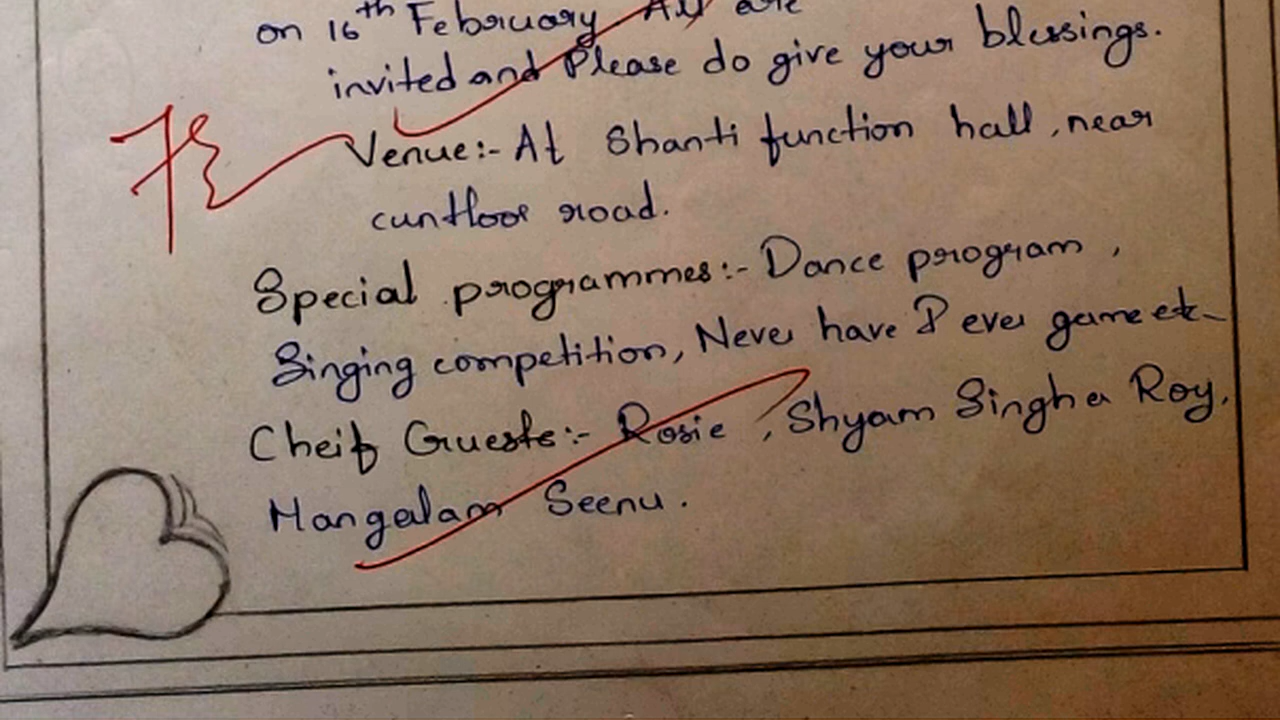 on 16th February All are
invited and Please do give your blessings.
Venue:- At Shanti function hall, near
cuntloor road.
Special programmes:- Dance program,
Singing competition, Never have I ever game etc
Cheif Guests:- Rosie, Shyam Singha Roy,
Mangalam Seenu.